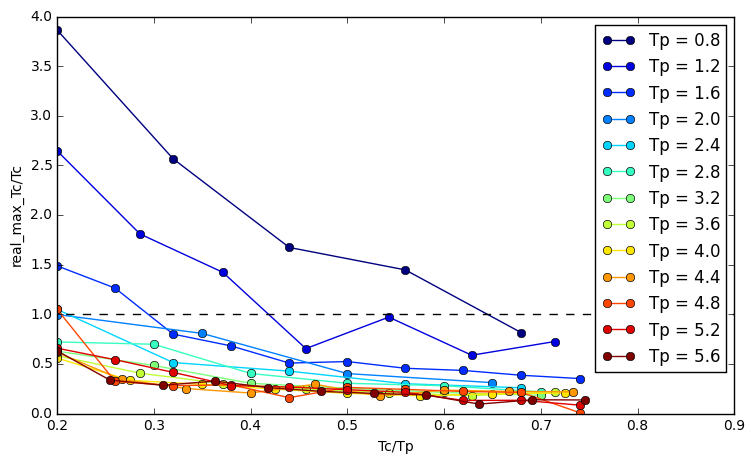 4.0
3.5
3.0
2.5
2.0
1.5
1.0
0.5
0.0
real_max_Tc/Tc
0.2 0.3 0.4 0.5 0.6 0.7 0.8 0.9
Tc/Tp
Tp = 0.8
Tp = 1.2
Tp = 1.6
Tp = 2.0
Tp = 2.4
Tp = 2.8
Tp = 3.2
Tp = 3.6
Tp = 4.0
Tp = 4.4
Tp = 4.8
Tp = 5.2
Tp = 5.6